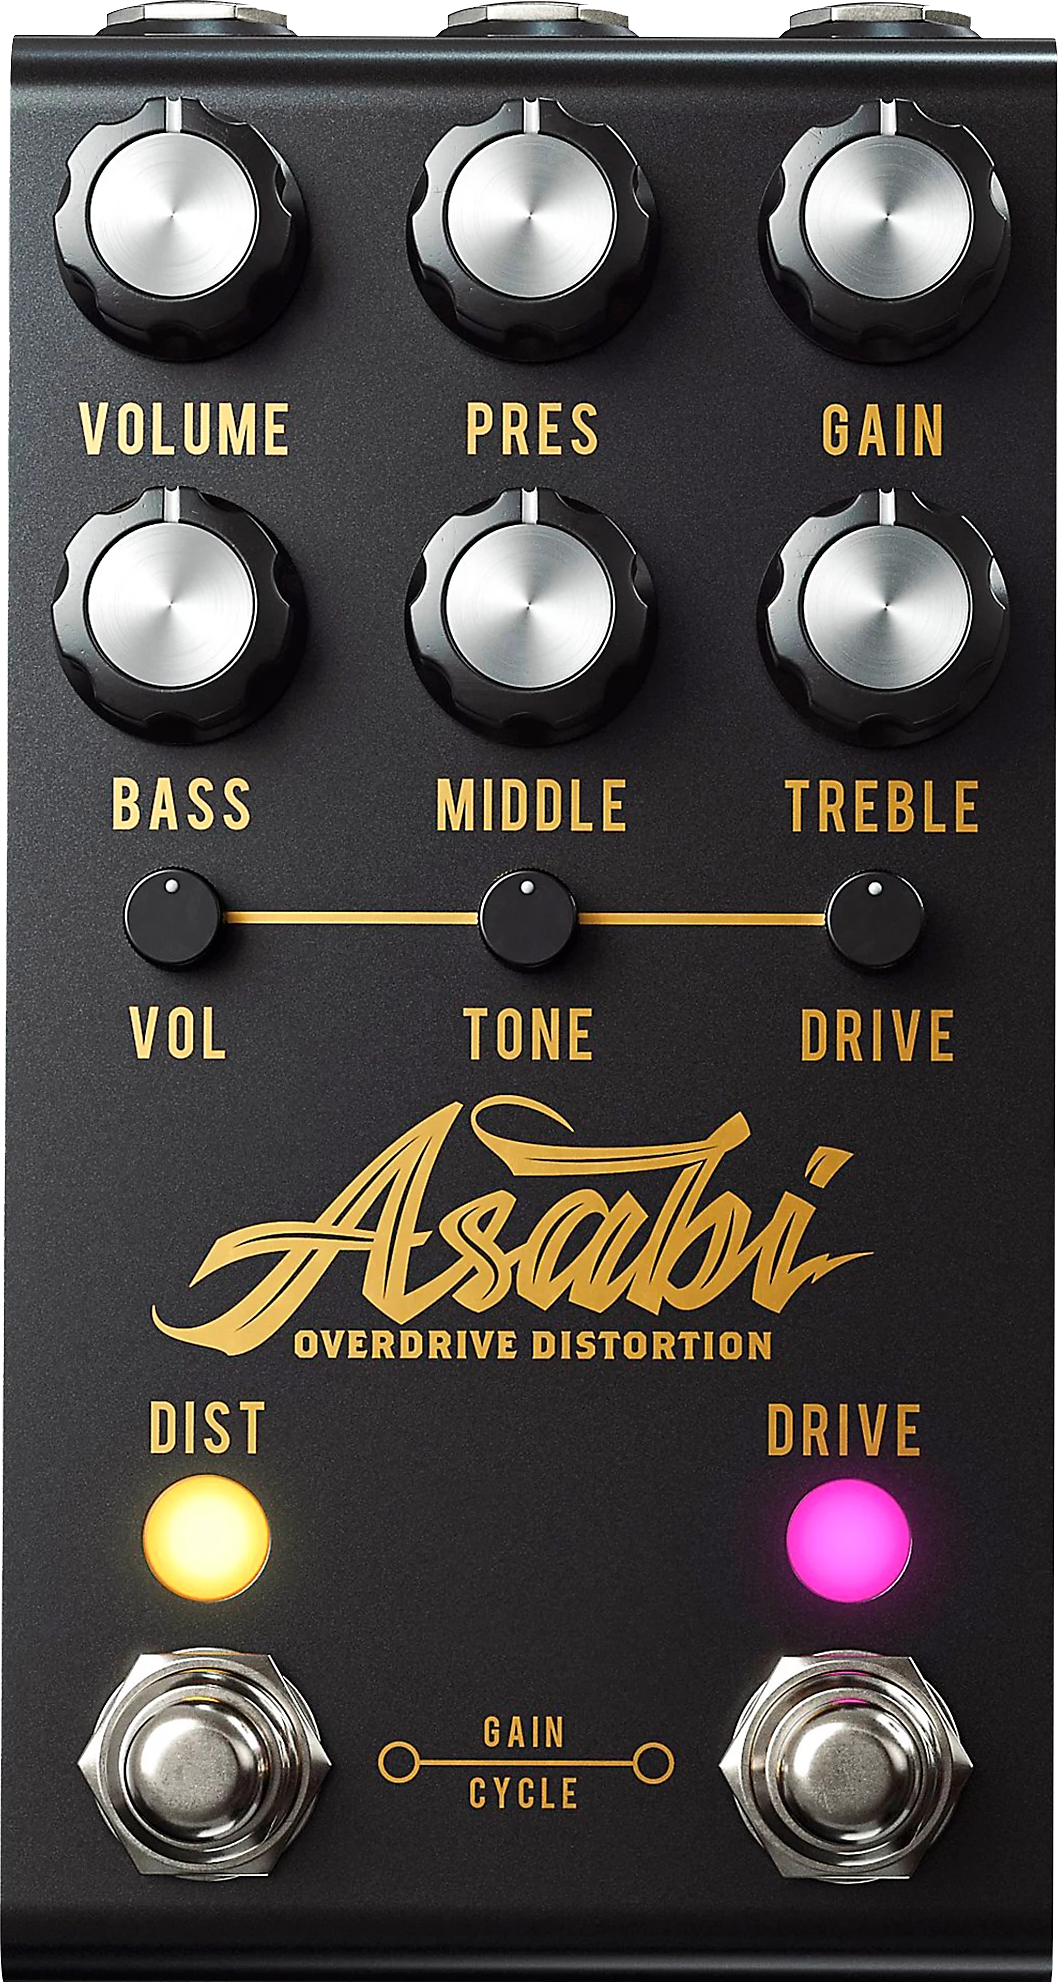 VOLUME PRES GAIN
BASS MIDDLE TREBLE
VOL TONE DRIVE
Asabi
OVERDRIVE DISTORTION
DIST DRIVE
GAIN
CYCLE